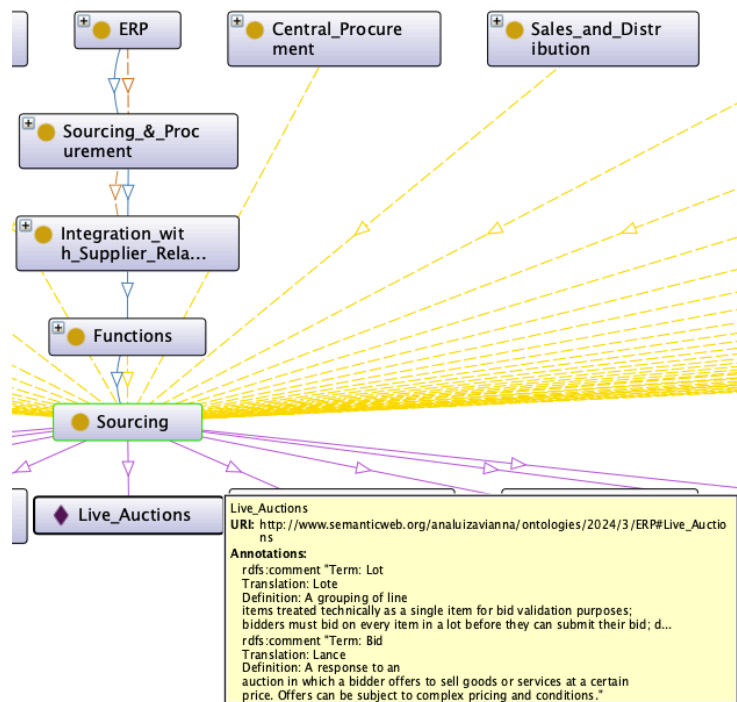 ERP
Central_Procure
ment
Sales_and_Distr
ibution
Sourcing_&_Proc
urement
Integration_wit
h_Supplier_Rela...
Functions
Sourcing
Live_Auctions
Live_Auctions
URI: http://www.semanticweb.org/analuizavianna/ontologies/2024/3/ERP#Live_Auctio
ns
Annotations:
rdfs:comment "Term: Lot
Translation: Lote
Definition: A grouping of line
items treated technically as a single item for bid validation purposes;
bidders must bid on every item in a lot before they can submit their bid; d...
rdfs:comment "Term: Bid
Translation: Lance
Definition: A response to an
auction in which a bidder offers to sell goods or services at a certain
price. Offers can be subject to complex pricing and conditions."